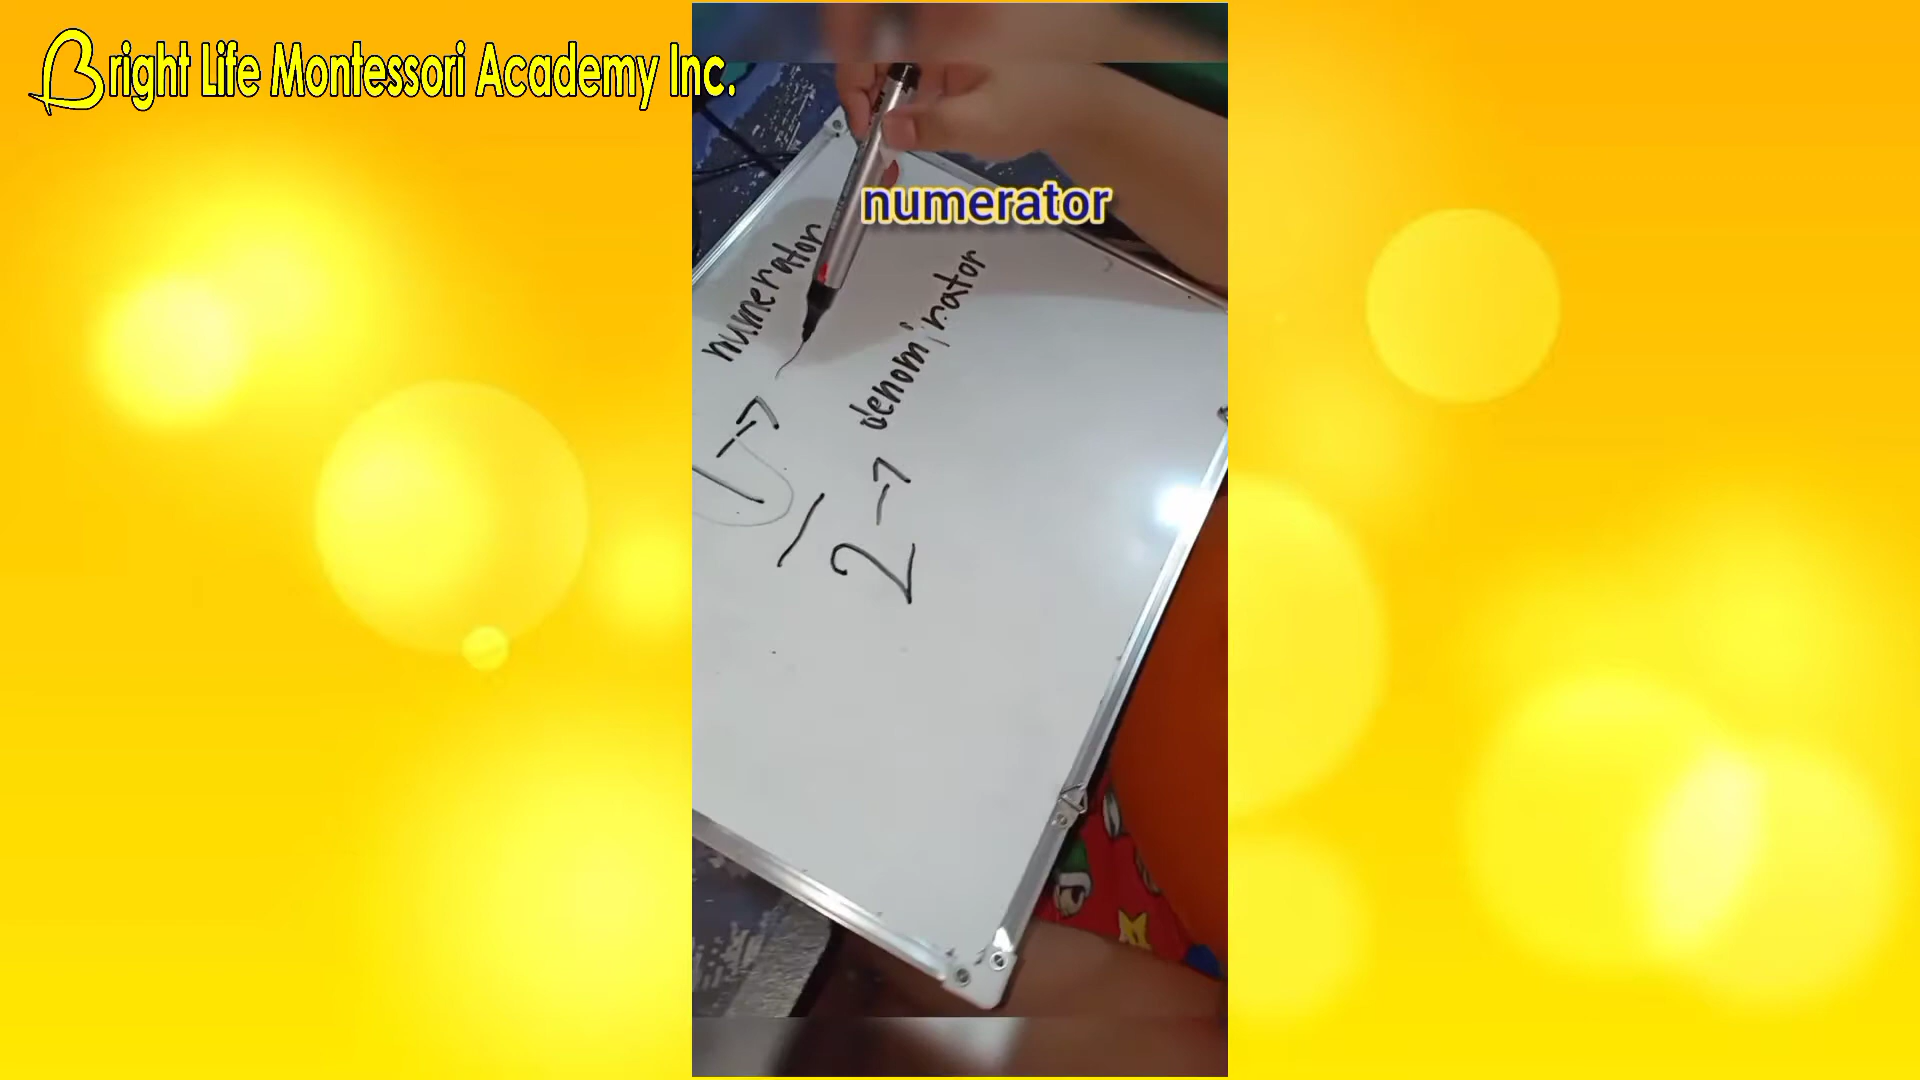 Bright Life Montessori Academy Inc.
numerator
1 → numerator
—
2 → denominator